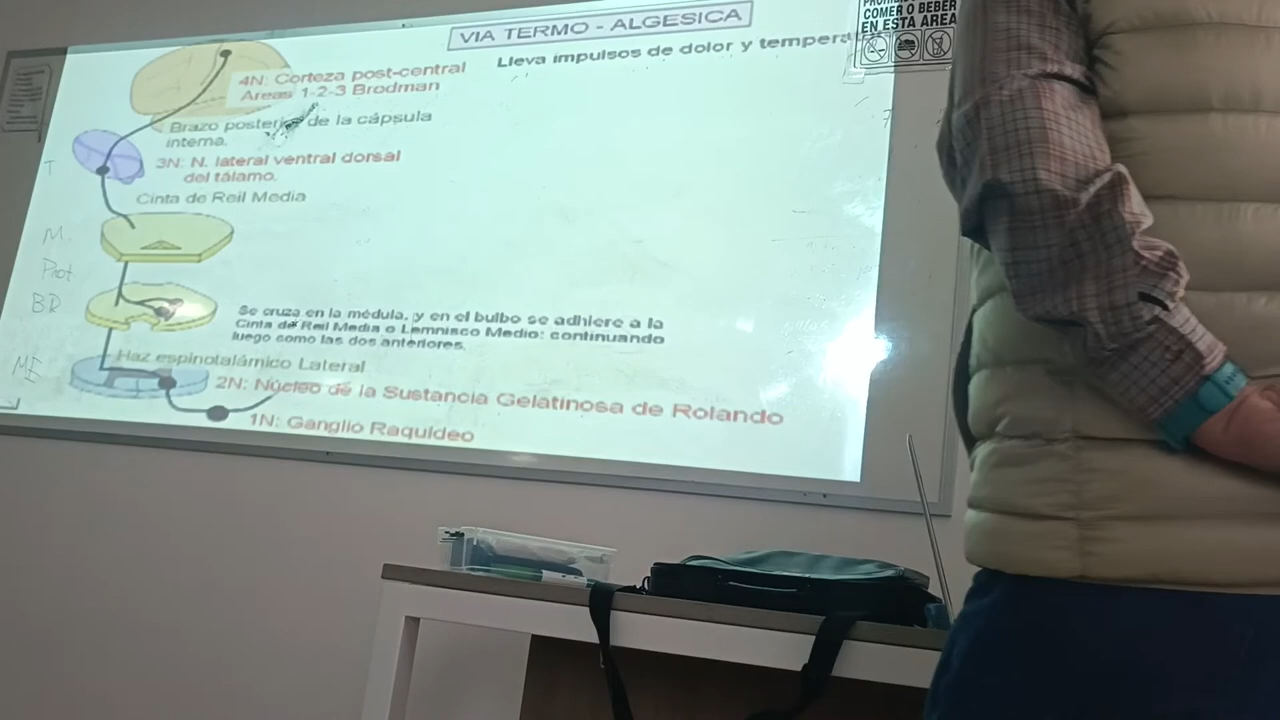 VIA TERMO - ALGESICA
Lleva impulsos de dolor y tempera
4N: Corteza post-central
Areas 1-2-3 Brodman
Brazo posterior de la cápsula
interna.
3N: N. lateral ventral dorsal
del tálamo.
Cinta de Reil Media
Se cruza en la médula. y en el bulbo se adhiere a la
Cinta de Reil Media o Lemnisco Medio; continuando
luego como las dos anteriores.
Haz espinotalámico Lateral
2N: Núcleo de la Sustancia Gelatinosa de Rolando
1N: Ganglio Raquídeo
T
M.
Prot
BR
ME
COMER O BEBER
EN ESTA AREA